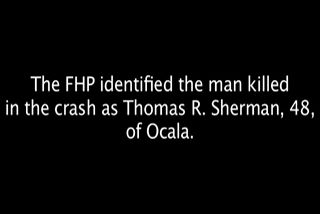 The FHP identified the man killed
in the crash as Thomas R. Sherman, 48,
of Ocala.